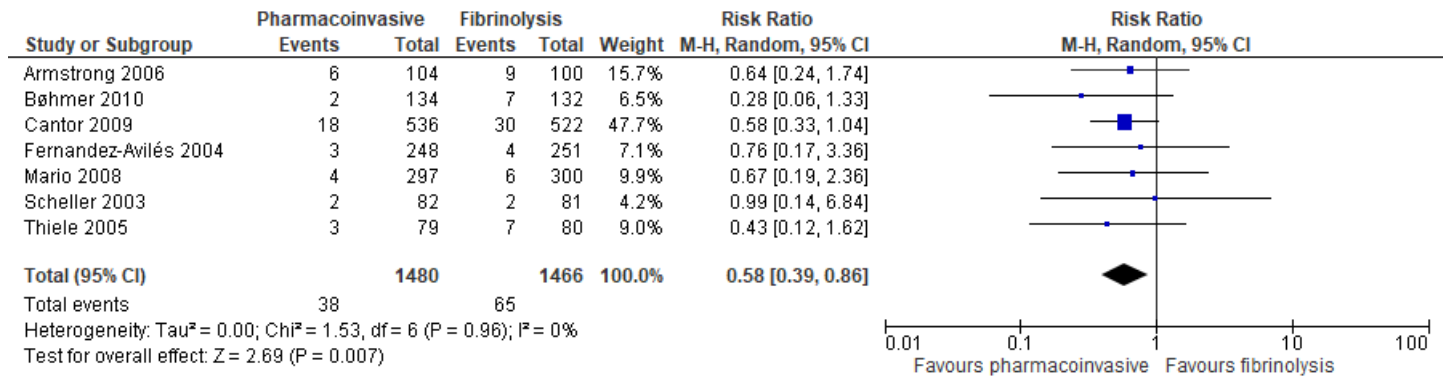 Pharmacoinvasive Fibrinolysis Risk Ratio Risk Ratio
Study or Subgroup Events Total Events Total Weight M-H, Random, 95% CI M-H, Random, 95% CI
Armstrong 2006 6 104 9 100 15.7% 0.64 [0.24, 1.74]
Bøhmer 2010 2 134 7 132 6.5% 0.28 [0.06, 1.33]
Cantor 2009 18 536 30 522 47.7% 0.58 [0.33, 1.04]
Fernandez-Avilés 2004 3 248 4 251 7.1% 0.76 [0.17, 3.36]
Mario 2008 4 297 6 300 9.9% 0.67 [0.19, 2.36]
Scheller 2003 2 82 2 81 4.2% 0.99 [0.14, 6.84]
Thiele 2005 3 79 7 80 9.0% 0.43 [0.12, 1.62]
Total (95% CI) 1480 1466 100.0% 0.58 [0.39, 0.86]
Total events 38 65
Heterogeneity: Tau² = 0.00; Chi² = 1.53, df = 6 (P = 0.96); I² = 0%
Test for overall effect: Z = 2.69 (P = 0.007)
0.01 0.1 1 10 100
Favours pharmacoinvasive Favours fibrinolysis